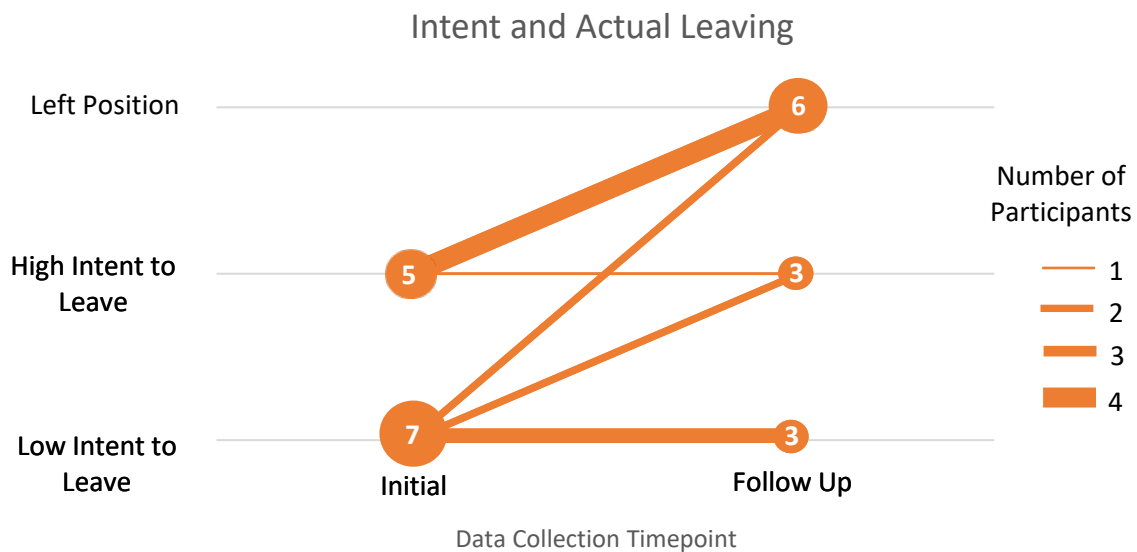 Intent and Actual Leaving
Left Position
6
Number of
Participants
High Intent to
Leave
5
3
1
2
3
4
Low Intent to
Leave
7
3
Initial
Follow Up
Data Collection Timepoint